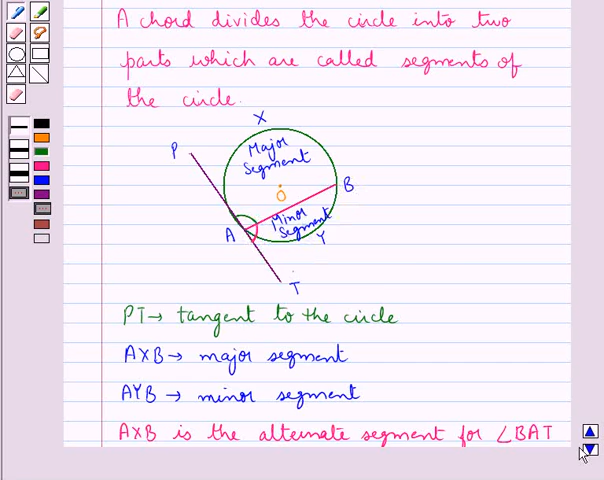 A chord divides the circle into two
parts which are called segments of
the circle.
X
P
Major
Segment
B
O
Minor
Segment
A
Y
T
PT → tangent to the circle
AXB → major segment
AYB → minor segment
AXB is the alternate segment for ∠BAT